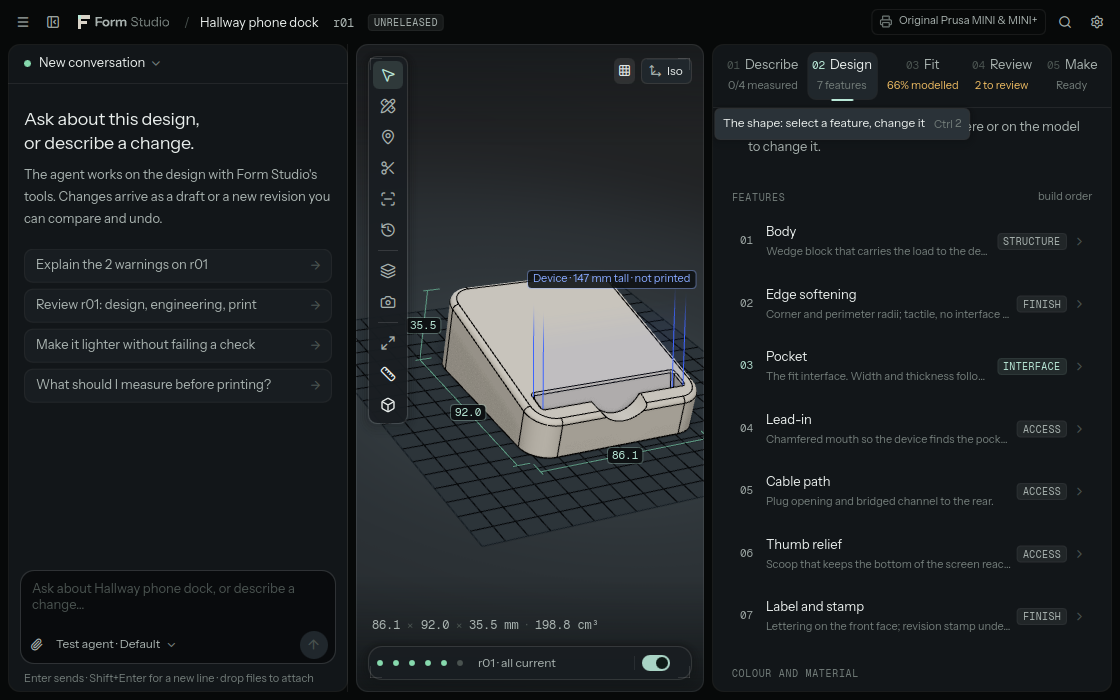 Form Studio / Hallway phone dock r01 UNRELEASED
Original Prusa MINI & MINI+
New conversation
Ask about this design,
or describe a change.
The agent works on the design with Form Studio's
tools. Changes arrive as a draft or a new revision you
can compare and undo.
Explain the 2 warnings on r01
Review r01: design, engineering, print
Make it lighter without failing a check
What should I measure before printing?
Ask about Hallway phone dock, or describe a
change…
Test agent · Default
Enter sends · Shift+Enter for a new line · drop files to attach
Iso
Device · 147 mm tall · not printed
35.5
92.0
86.1
86.1 × 92.0 × 35.5 mm · 198.8 cm³
r01 · all current
01 Describe
0/4 measured
02 Design
7 features
03 Fit
66% modelled
04 Review
2 to review
05 Make
Ready
The shape: select a feature, change it Ctrl 2
ere or on the model
to change it.
FEATURES build order
01 Body
Wedge block that carries the load to the de…
STRUCTURE
02 Edge softening
Corner and perimeter radii; tactile, no interface …
FINISH
03 Pocket
The fit interface. Width and thickness follo…
INTERFACE
04 Lead-in
Chamfered mouth so the device finds the pock…
ACCESS
05 Cable path
Plug opening and bridged channel to the rear.
ACCESS
06 Thumb relief
Scoop that keeps the bottom of the screen reac…
ACCESS
07 Label and stamp
Lettering on the front face; revision stamp unde…
FINISH
COLOUR AND MATERIAL